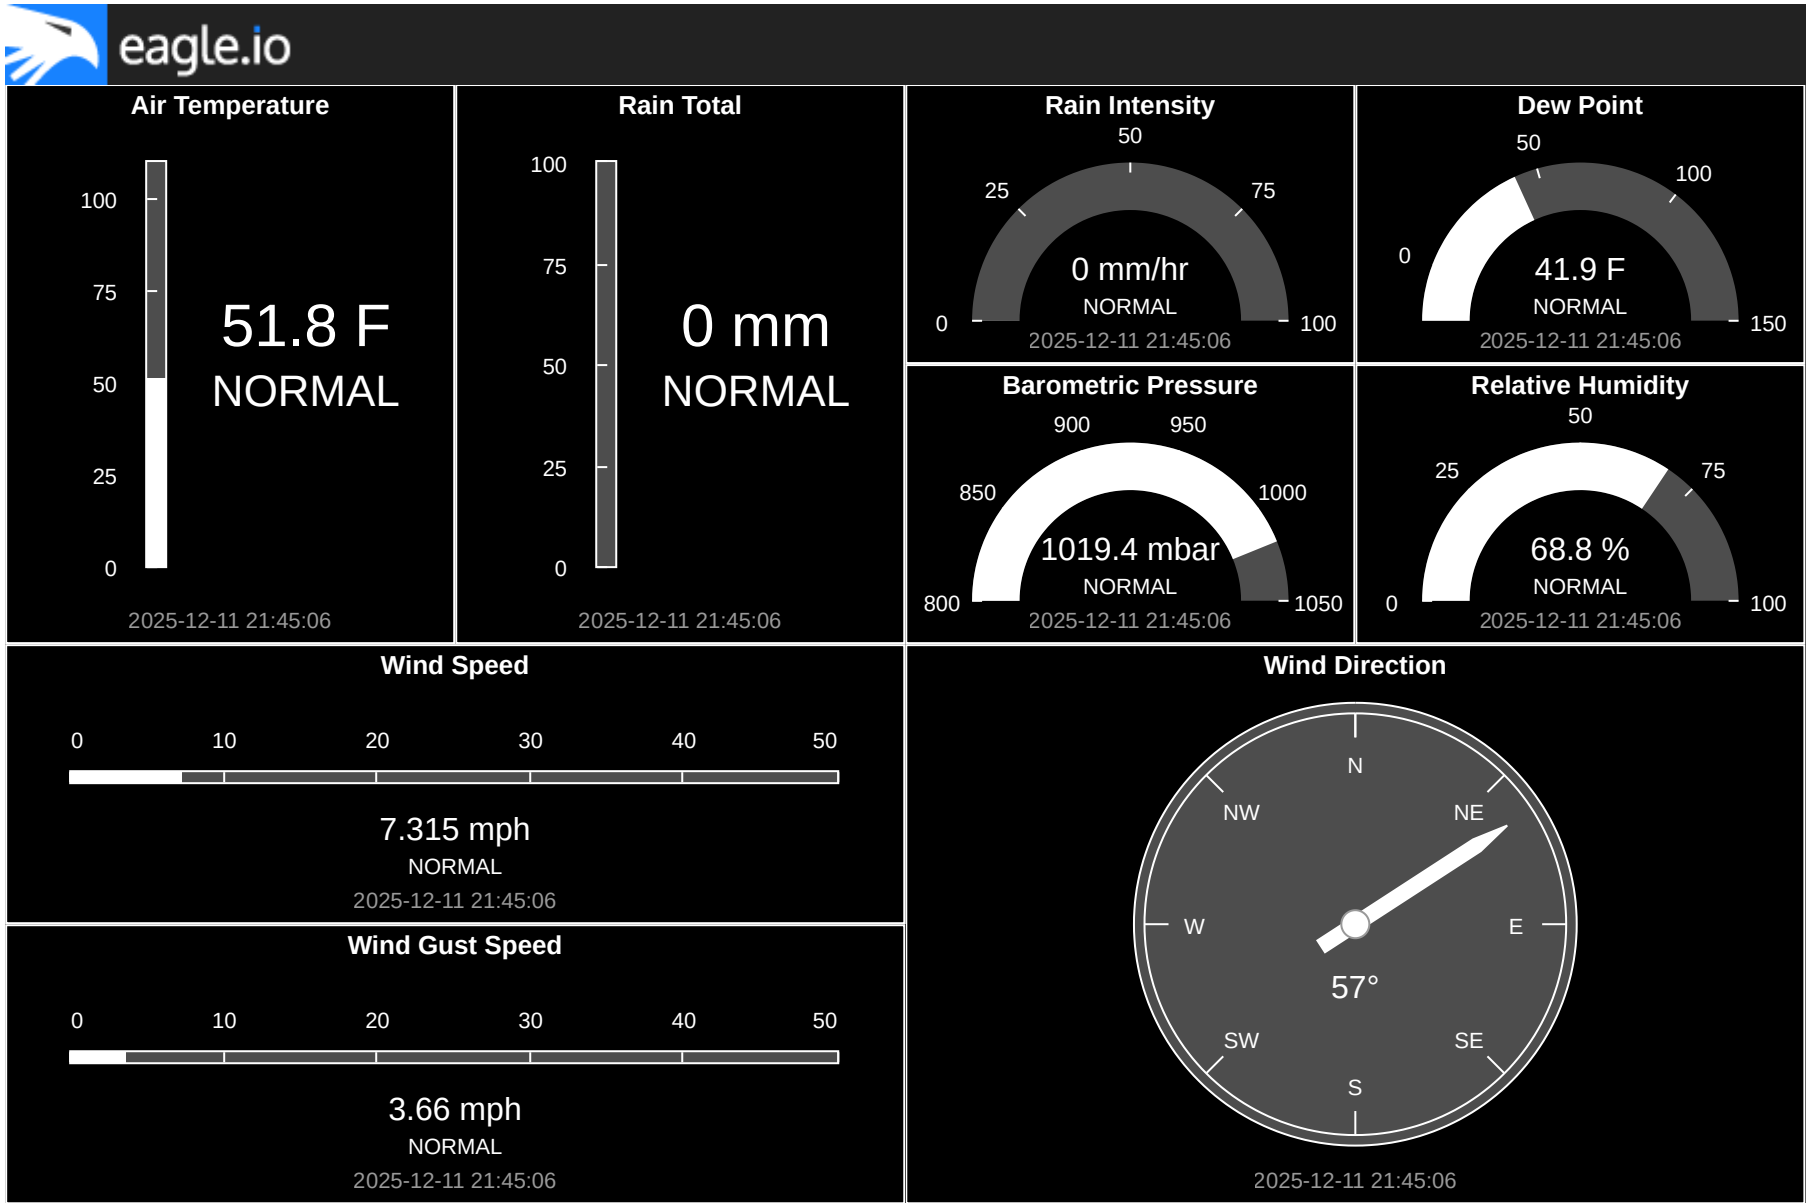 eagle.io
Air Temperature
100
75
50
25
0
51.8 F
NORMAL
2025-12-11 21:45:06
Rain Total
100
75
50
25
0
0 mm
NORMAL
2025-12-11 21:45:06
Rain Intensity
0
25
50
75
100
0 mm/hr
NORMAL
2025-12-11 21:45:06
Dew Point
0
50
100
150
41.9 F
NORMAL
2025-12-11 21:45:06
Barometric Pressure
800
850
900
950
1000
1050
1019.4 mbar
NORMAL
2025-12-11 21:45:06
Relative Humidity
0
25
50
75
100
68.8 %
NORMAL
2025-12-11 21:45:06
Wind Speed
0 10 20 30 40 50
7.315 mph
NORMAL
2025-12-11 21:45:06
Wind Gust Speed
0 10 20 30 40 50
3.66 mph
NORMAL
2025-12-11 21:45:06
Wind Direction
N
NW NE
W E
57°
SW SE
S
2025-12-11 21:45:06